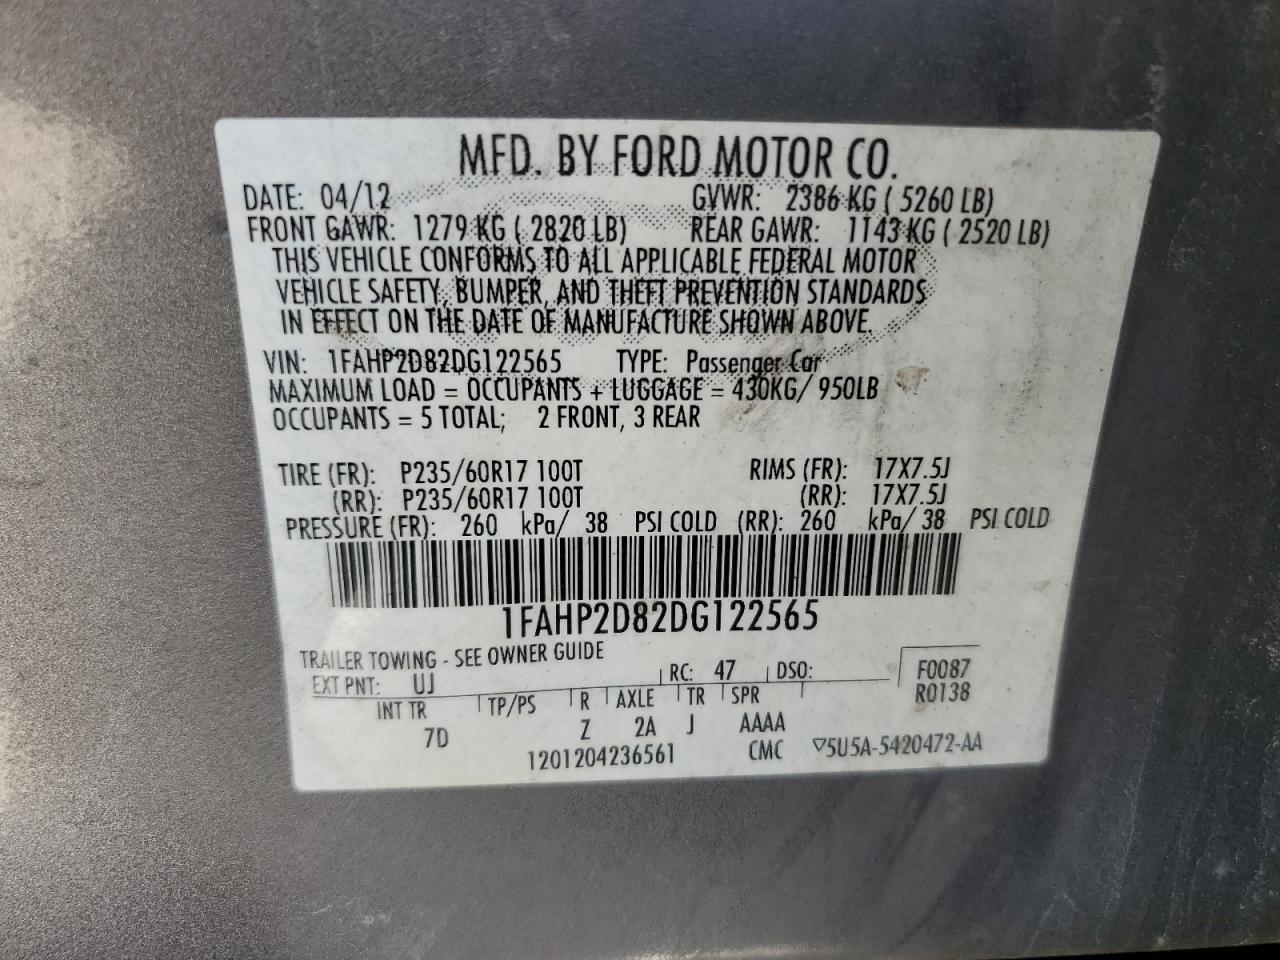 MFD. BY FORD MOTOR CO.
DATE: 04/12 GVWR: 2386 KG ( 5260 LB)
FRONT GAWR: 1279 KG ( 2820 LB) REAR GAWR: 1143 KG ( 2520 LB)
THIS VEHICLE CONFORMS TO ALL APPLICABLE FEDERAL MOTOR
VEHICLE SAFETY, BUMPER, AND THEFT PREVENTION STANDARDS
IN EFFECT ON THE DATE OF MANUFACTURE SHOWN ABOVE.
VIN: 1FAHP2D82DG122565 TYPE: Passenger Car
MAXIMUM LOAD = OCCUPANTS + LUGGAGE = 430KG/ 950LB
OCCUPANTS = 5 TOTAL; 2 FRONT, 3 REAR
TIRE (FR): P235/60R17 100T RIMS (FR): 17X7.5J
(RR): P235/60R17 100T (RR): 17X7.5J
PRESSURE (FR): 260 kPa/ 38 PSI COLD (RR): 260 kPa/ 38 PSI COLD
1FAHP2D82DG122565
TRAILER TOWING - SEE OWNER GUIDE
EXT PNT: UJ RC: 47 DSO: F0087
R0138
INT TR TP/PS R AXLE TR SPR
7D Z 2A J AAAA
1201204236561 CMC ▽5U5A-5420472-AA